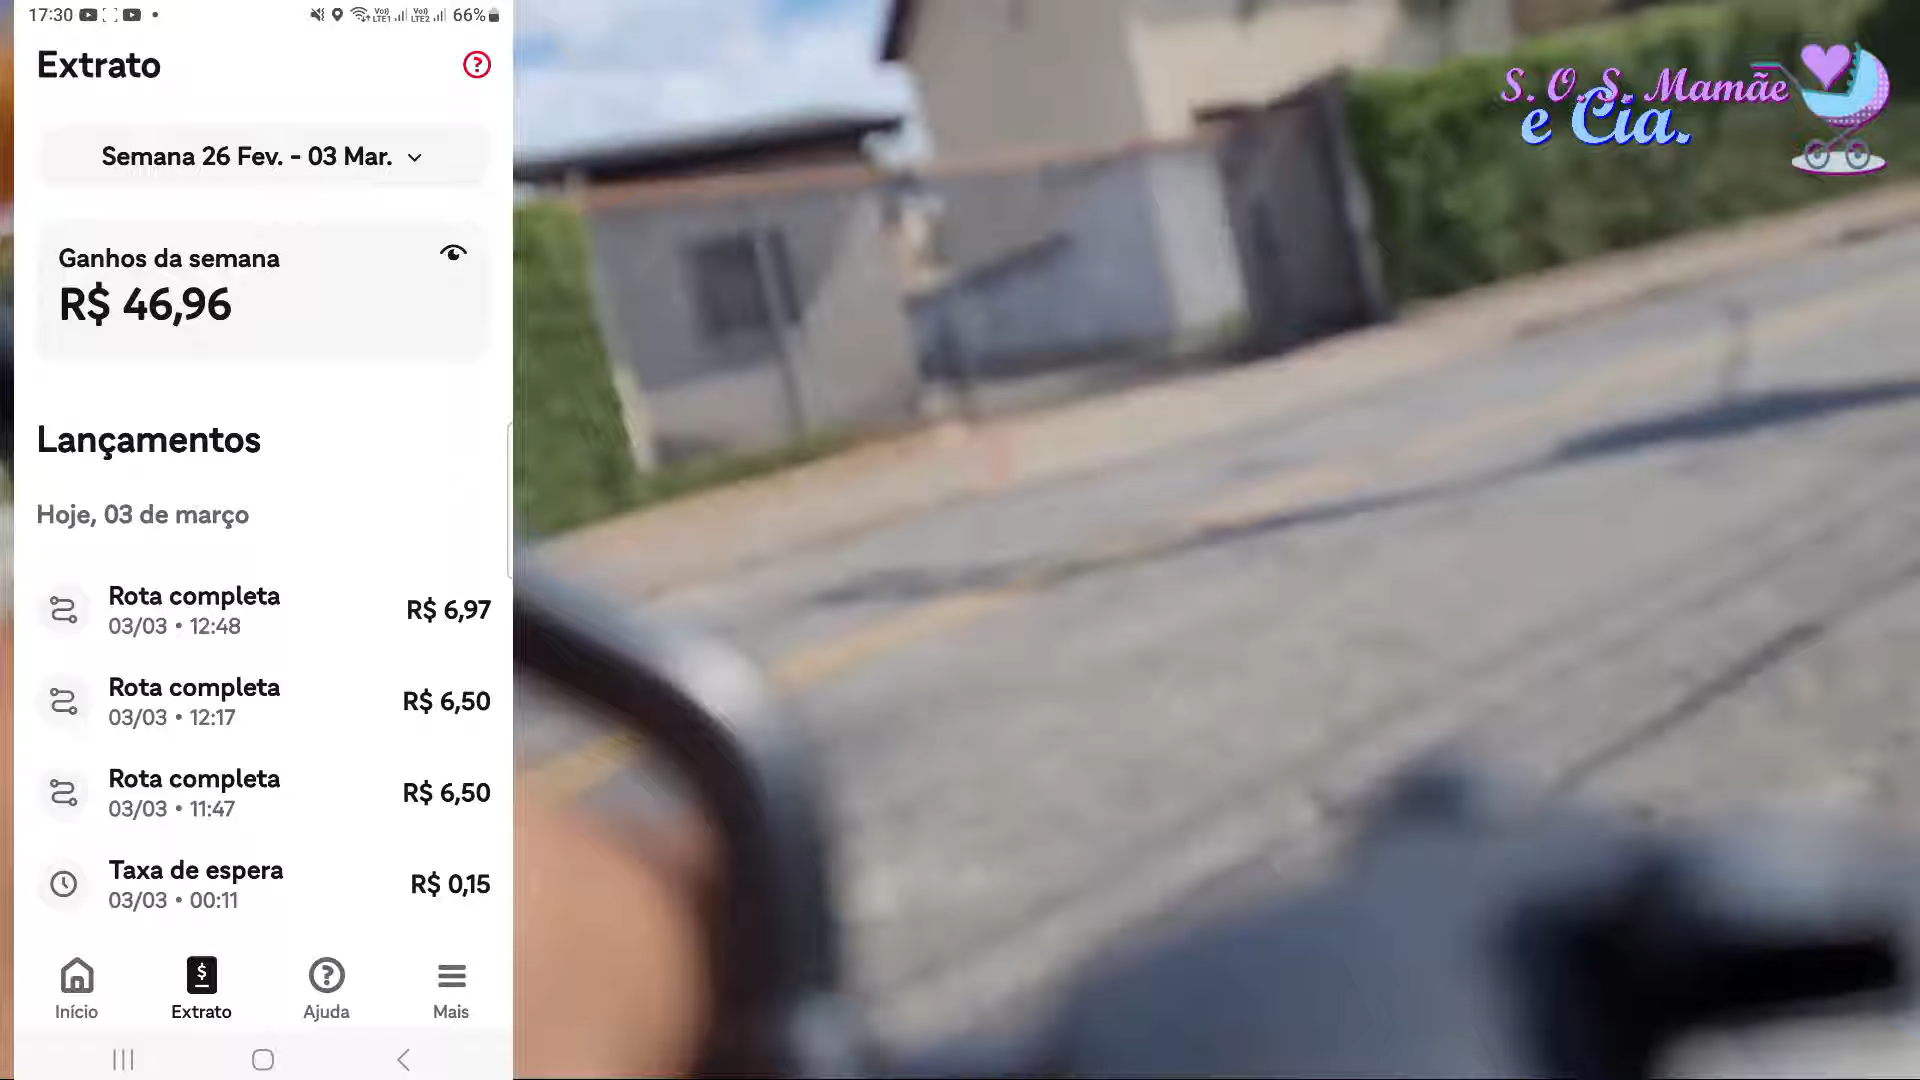 17:30
66%
Extrato
Semana 26 Fev. - 03 Mar.
Ganhos da semana
R$ 46,96
Lançamentos
Hoje, 03 de março
Rota completa
R$ 6,97
03/03 • 12:48
Rota completa
R$ 6,50
03/03 • 12:17
Rota completa
R$ 6,50
03/03 • 11:47
Taxa de espera
R$ 0,15
03/03 • 00:11
Início
Extrato
Ajuda
Mais
S. O. S. Mamãe
e Cia.